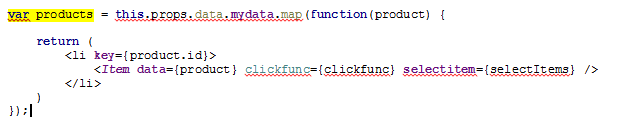 var products = this.props.data.mydata.map(function(product) {
return (
<li key={product.id}>
<Item data={product} clickfunc={clickfunc} selectitem={selectItems} />
</li>
)
});